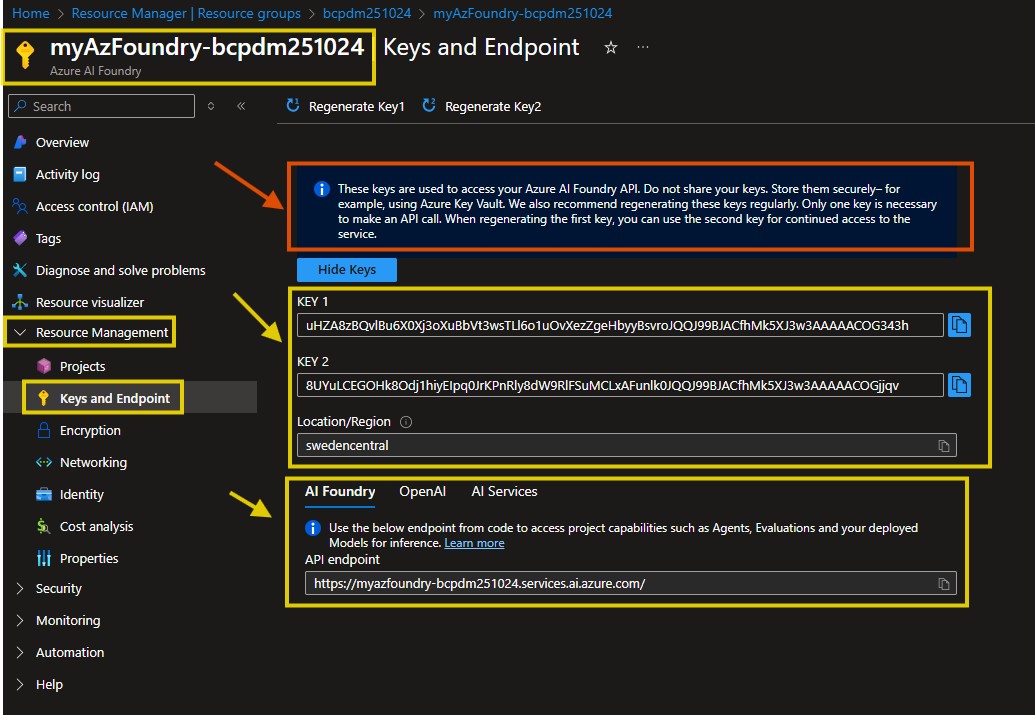 Home > Resource Manager | Resource groups > bcpdm251024 > myAzFoundry-bcpdm251024
myAzFoundry-bcpdm251024 Keys and Endpoint ☆ ···
Azure AI Foundry
Search
Regenerate Key1 Regenerate Key2
Overview
Activity log
Access control (IAM)
Tags
Diagnose and solve problems
Resource visualizer
Resource Management
Projects
Keys and Endpoint
Encryption
Networking
Identity
Cost analysis
Properties
Security
Monitoring
Automation
Help
These keys are used to access your Azure AI Foundry API. Do not share your keys. Store them securely– for
example, using Azure Key Vault. We also recommend regenerating these keys regularly. Only one key is necessary
to make an API call. When regenerating the first key, you can use the second key for continued access to the
service.
Hide Keys
KEY 1
KEY 2
Location/Region
swedencentral
AI Foundry OpenAI AI Services
Use the below endpoint from code to access project capabilities such as Agents, Evaluations and your deployed
Models for inference. Learn more
API endpoint
https://myazfoundry-bcpdm251024.services.ai.azure.com/